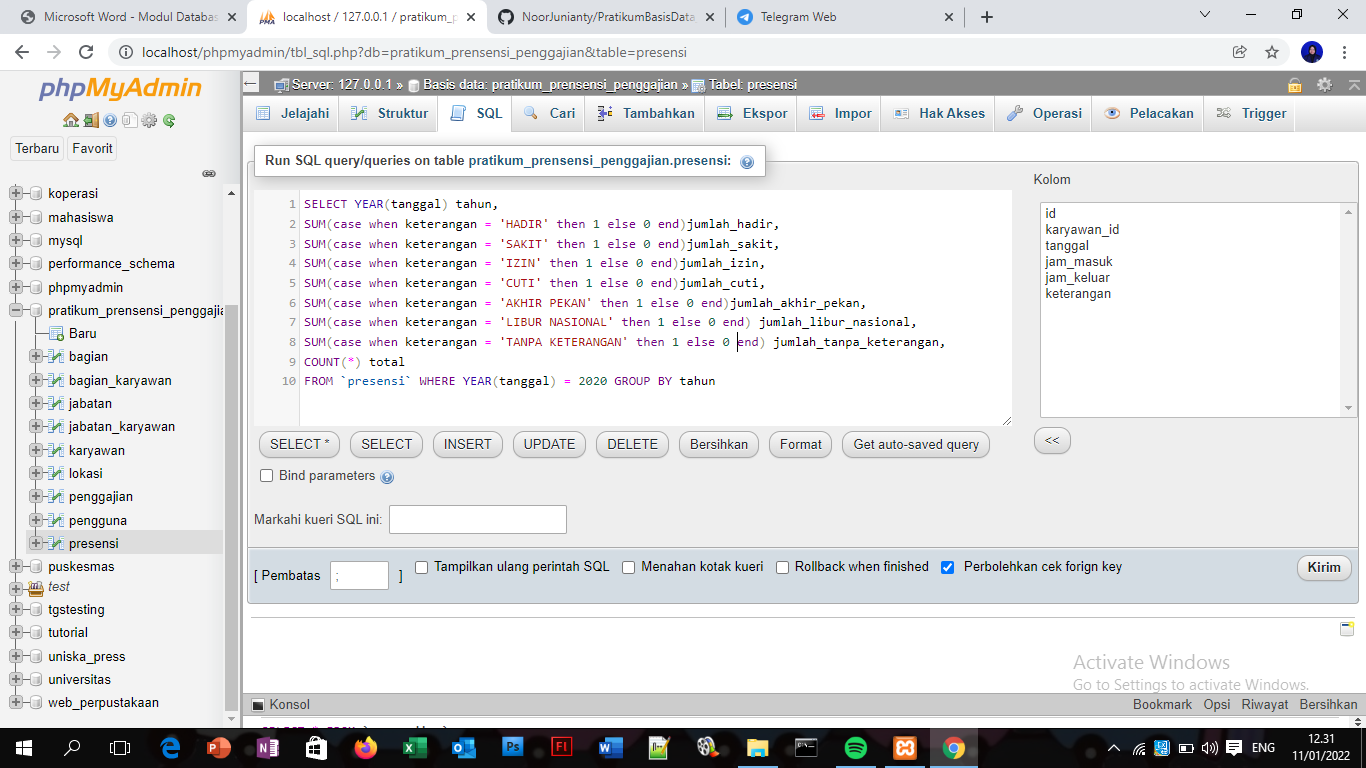 Microsoft Word - Modul Databas
localhost / 127.0.0.1 / pratikum_p
NoorJunianty/PratikumBasisData
Telegram Web
localhost/phpmyadmin/tbl_sql.php?db=pratikum_prensensi_penggajian&table=presensi
phpMyAdmin
Terbaru
Favorit
koperasi
mahasiswa
mysql
performance_schema
phpmyadmin
pratikum_prensensi_penggajia
Baru
bagian
bagian_karyawan
jabatan
jabatan_karyawan
karyawan
lokasi
penggajian
pengguna
presensi
puskesmas
test
tgstesting
tutorial
uniska_press
universitas
web_perpustakaan
Server: 127.0.0.1 » Basis data: pratikum_prensensi_penggajian » Tabel: presensi
Jelajahi
Struktur
SQL
Cari
Tambahkan
Ekspor
Impor
Hak Akses
Operasi
Pelacakan
Trigger
Run SQL query/queries on table pratikum_prensensi_penggajian.presensi:
1 SELECT YEAR(tanggal) tahun,
2 SUM(case when keterangan = 'HADIR' then 1 else 0 end)jumlah_hadir,
3 SUM(case when keterangan = 'SAKIT' then 1 else 0 end)jumlah_sakit,
4 SUM(case when keterangan = 'IZIN' then 1 else 0 end)jumlah_izin,
5 SUM(case when keterangan = 'CUTI' then 1 else 0 end)jumlah_cuti,
6 SUM(case when keterangan = 'AKHIR PEKAN' then 1 else 0 end)jumlah_akhir_pekan,
7 SUM(case when keterangan = 'LIBUR NASIONAL' then 1 else 0 end) jumlah_libur_nasional,
8 SUM(case when keterangan = 'TANPA KETERANGAN' then 1 else 0 end) jumlah_tanpa_keterangan,
9 COUNT(*) total
10 FROM `presensi` WHERE YEAR(tanggal) = 2020 GROUP BY tahun
Kolom
id
karyawan_id
tanggal
jam_masuk
jam_keluar
keterangan
SELECT *
SELECT
INSERT
UPDATE
DELETE
Bersihkan
Format
Get auto-saved query
<<
Bind parameters
Markahi kueri SQL ini:
[ Pembatas ; ]
Tampilkan ulang perintah SQL
Menahan kotak kueri
Rollback when finished
Perbolehkan cek forign key
Kirim
Activate Windows
Go to Settings to activate Windows.
Konsol
Bookmark Opsi Riwayat Bersihkan
ENG
12.31
11/01/2022